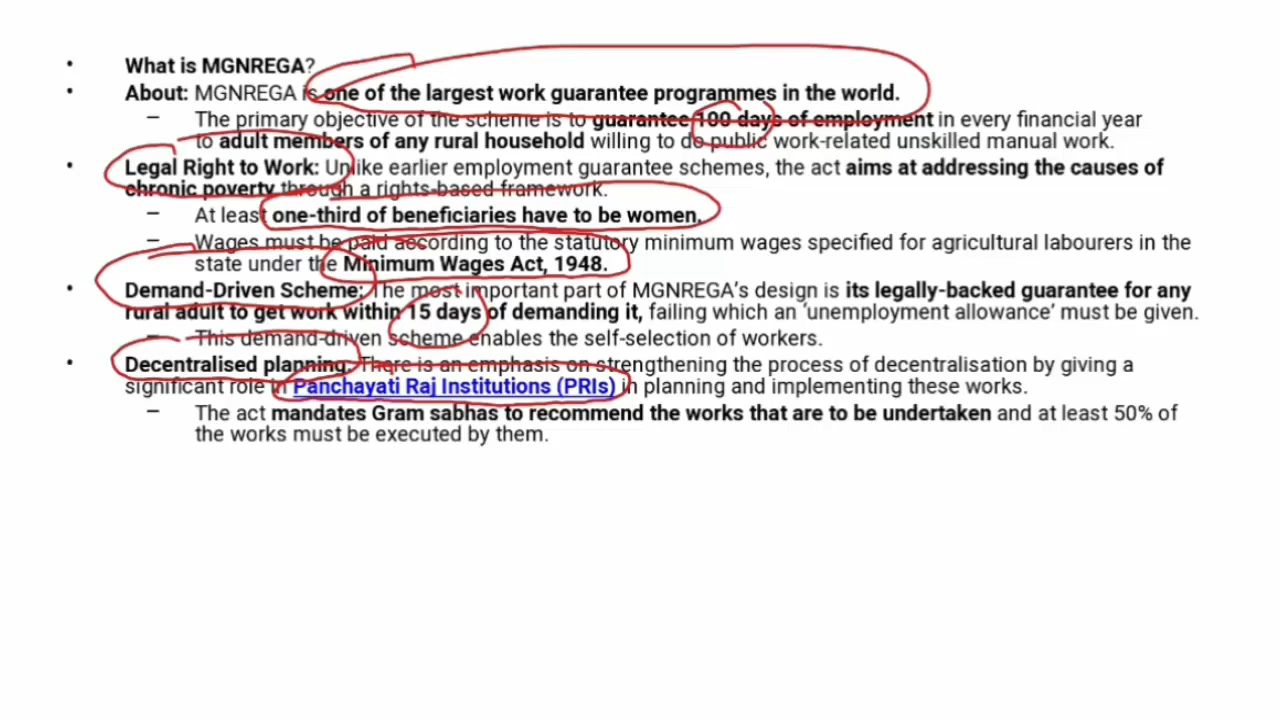 • What is MGNREGA?
• About: MGNREGA is one of the largest work guarantee programmes in the world.
– The primary objective of the scheme is to guarantee 100 days of employment in every financial year
to adult members of any rural household willing to do public work-related unskilled manual work.
• Legal Right to Work: Unlike earlier employment guarantee schemes, the act aims at addressing the causes of
chronic poverty through a rights-based framework.
– At least one-third of beneficiaries have to be women.
– Wages must be paid according to the statutory minimum wages specified for agricultural labourers in the
state under the Minimum Wages Act, 1948.
• Demand-Driven Scheme: The most important part of MGNREGA’s design is its legally-backed guarantee for any
rural adult to get work within 15 days of demanding it, failing which an ‘unemployment allowance’ must be given.
– This demand-driven scheme enables the self-selection of workers.
• Decentralised planning: There is an emphasis on strengthening the process of decentralisation by giving a
significant role in Panchayati Raj Institutions (PRIs) in planning and implementing these works.
– The act mandates Gram sabhas to recommend the works that are to be undertaken and at least 50% of
the works must be executed by them.